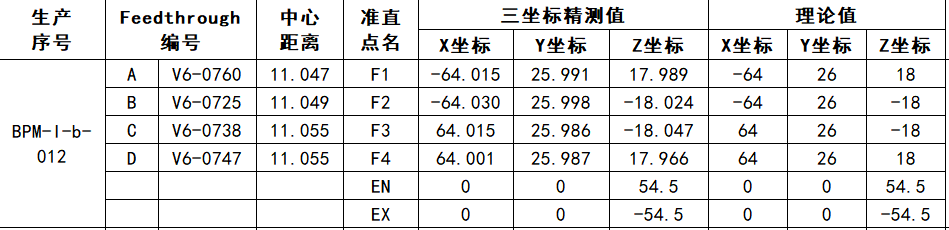 生产序号 Feedthrough编号 中心距离 准直点名 三坐标精测值 理论值
X坐标 Y坐标 Z坐标 X坐标 Y坐标 Z坐标
BPM-I-b-012
A V6-0760 11.047 F1 -64.015 25.991 17.989 -64 26 18
B V6-0725 11.049 F2 -64.030 25.998 -18.024 -64 26 -18
C V6-0738 11.055 F3 64.015 25.986 -18.047 64 26 -18
D V6-0747 11.055 F4 64.001 25.987 17.966 64 26 18
EN 0 0 54.5 0 0 54.5
EX 0 0 -54.5 0 0 -54.5